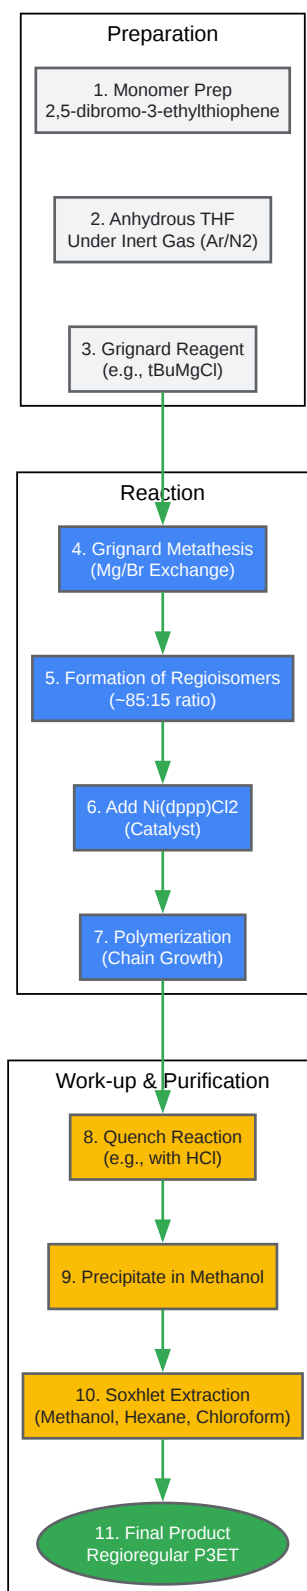 Preparation
1. Monomer Prep
2,5-dibromo-3-ethylthiophene
2. Anhydrous THF
Under Inert Gas (Ar/N2)
3. Grignard Reagent
(e.g., tBuMgCl)
Reaction
4. Grignard Metathesis
(Mg/Br Exchange)
5. Formation of Regioisomers
(~85:15 ratio)
6. Add Ni(dppp)Cl2
(Catalyst)
7. Polymerization
(Chain Growth)
Work-up & Purification
8. Quench Reaction
(e.g., with HCl)
9. Precipitate in Methanol
10. Soxhlet Extraction
(Methanol, Hexane, Chloroform)
11. Final Product
Regioregular P3ET